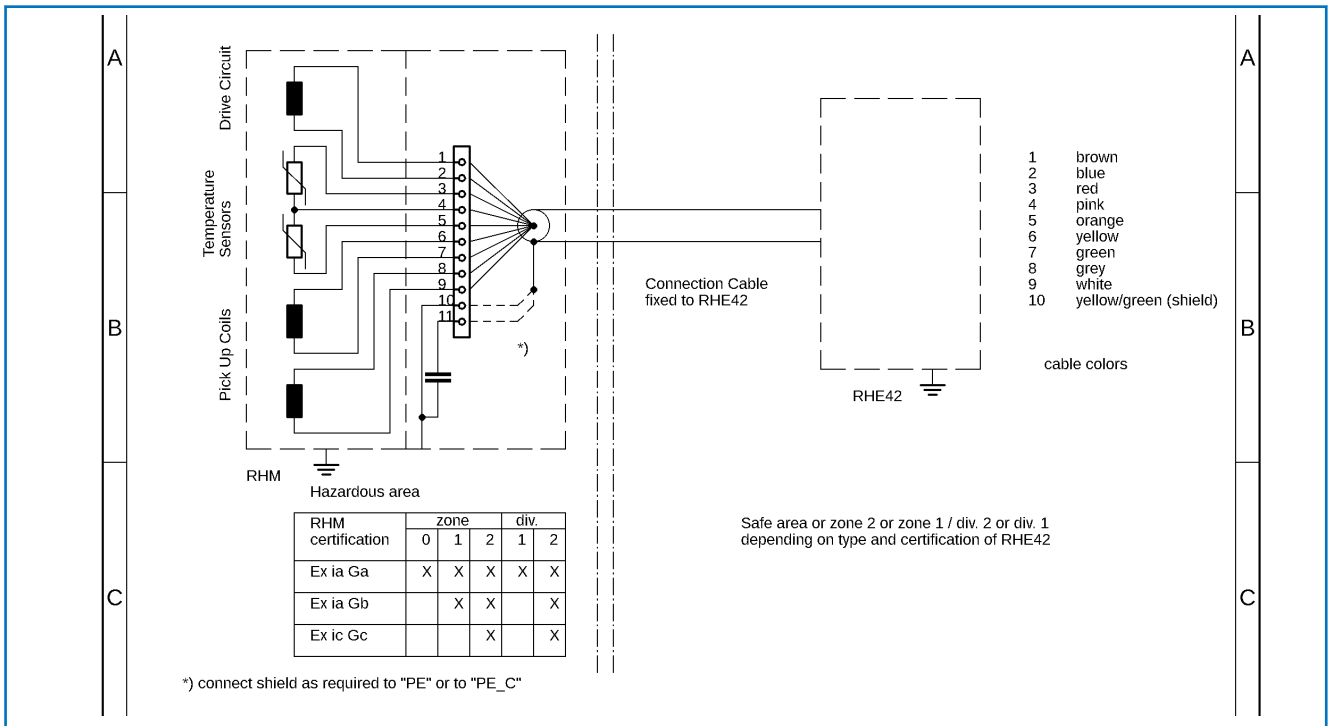 A
A
Drive Circuit
Temperature
Sensors
Pick Up Coils
1
2
3
4
5
6
7
8
9
10
11
*)
Connection Cable
fixed to RHE42
RHE42
1 brown
2 blue
3 red
4 pink
5 orange
6 yellow
7 green
8 grey
9 white
10 yellow/green (shield)
cable colors
B
B
RHM
Hazardous area
RHM certification zone div.
0 1 2 1 2
Ex ia Ga X X X X X
Ex ia Gb X X X
Ex ic Gc X X
Safe area or zone 2 or zone 1 / div. 2 or div. 1
depending on type and certification of RHE42
C
C
*) connect shield as required to "PE" or to "PE_C"